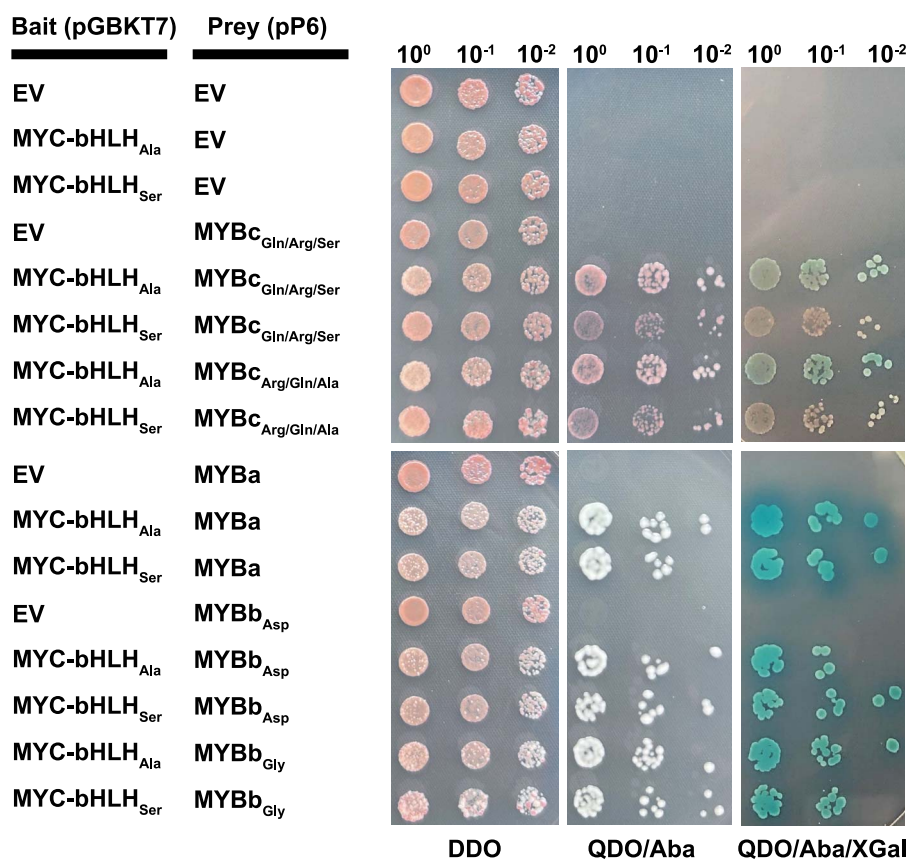 Bait (pGBKT7) Prey (pP6)
10⁰ 10⁻¹ 10⁻² 10⁰ 10⁻¹ 10⁻² 10⁰ 10⁻¹ 10⁻²
EV EV
MYC-bHLH_Ala EV
MYC-bHLH_Ser EV
EV MYBc_Gln/Arg/Ser
MYC-bHLH_Ala MYBc_Gln/Arg/Ser
MYC-bHLH_Ser MYBc_Gln/Arg/Ser
MYC-bHLH_Ala MYBc_Arg/Gln/Ala
MYC-bHLH_Ser MYBc_Arg/Gln/Ala
EV MYBa
MYC-bHLH_Ala MYBa
MYC-bHLH_Ser MYBa
EV MYBb_Asp
MYC-bHLH_Ala MYBb_Asp
MYC-bHLH_Ser MYBb_Asp
MYC-bHLH_Ala MYBb_Gly
MYC-bHLH_Ser MYBb_Gly
DDO QDO/Aba QDO/Aba/XGal